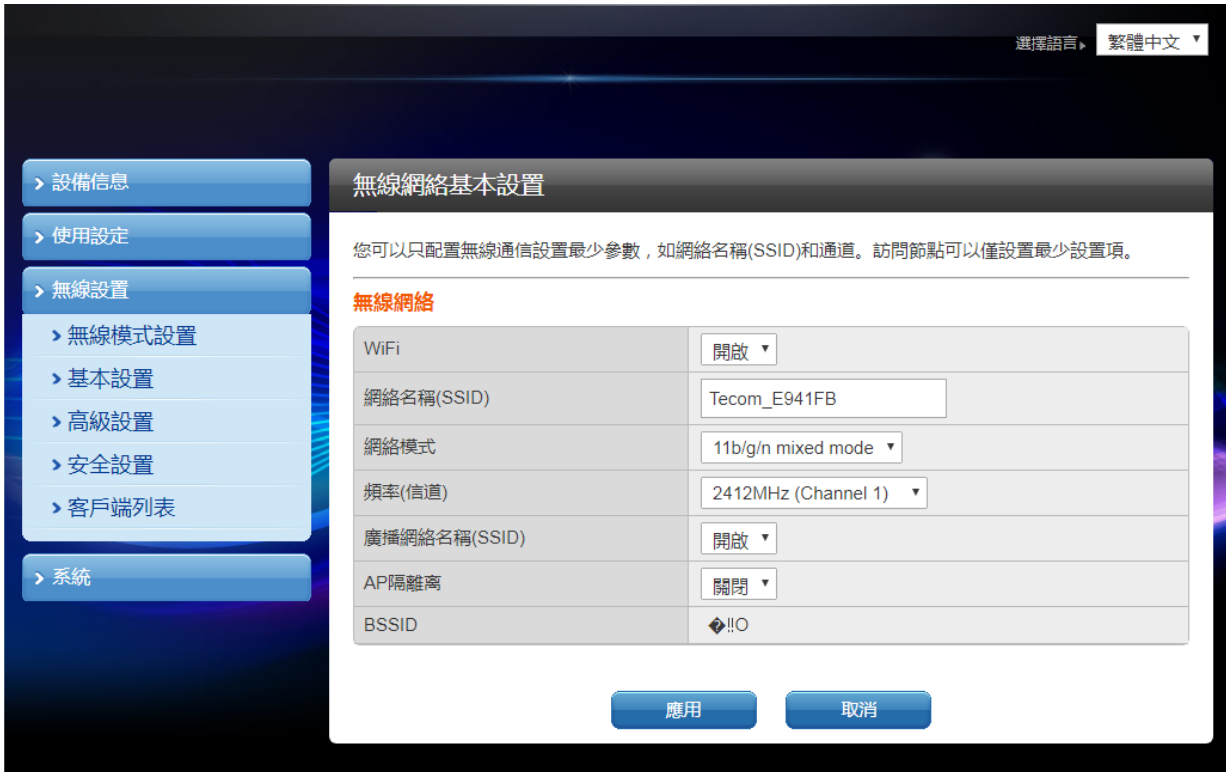 選擇語言
繁體中文
設備信息
使用設定
無線設置
無線模式設置
基本設置
高級設置
安全設置
客戶端列表
系統
無線網絡基本設置
您可以只配置無線通信設置最少參數，如網絡名稱(SSID)和通道。訪問節點可以僅設置最少設置項。
無線網絡
WiFi 開啟
網絡名稱(SSID) Tecom_E941FB
網絡模式 11b/g/n mixed mode
頻率(信道) 2412MHz (Channel 1)
廣播網絡名稱(SSID) 開啟
AP隔離离 關閉
BSSID �‼O
應用 取消